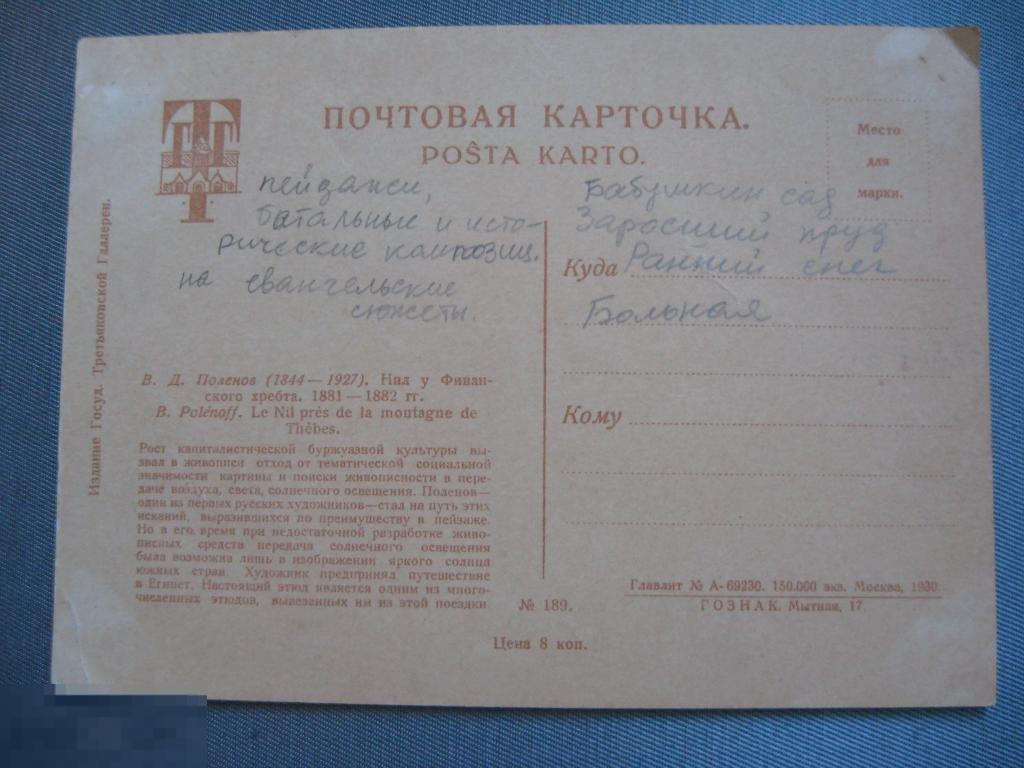 ПОЧТОВАЯ КАРТОЧКА.
POŜTA KARTO.
Место
для
марки.
пейзажи,
батальные и исто-
рические композиц.
на евангельские
сюжеты.
Бабушкин сад
Заросший пруд
Куда Ранний снег
Больная
Кому
Издание Госуд. Третьяковской Галлереи.
В. Д. Поленов (1844—1927). Нил у Фиван-
ского хребта. 1881—1882 гг.
B. Polénoff. Le Nil prés de la montagne de
Thêbes.
Рост капиталистической буржуазной культуры вы-
звал в живописи отход от тематической социальной
значимости картины и поиски живописности в пере-
даче воздуха, света, солнечного освещения. Поленов—
один из первых русских художников—стал на путь этих
исканий, выразившихся по преимуществу в пейзаже.
Но в его время при недостаточной разработке живо-
писных средств передача солнечного освещения
была возможна лишь в изображении яркого солнца
южных стран. Художник предпринял путешествие
в Египет. Настоящий этюд является одним из много-
численных этюдов, вывезенных им из этой поездки.
№ 189.
Главлит № А-69230. 150.000 экз. Москва, 1930
ГОЗНАК. Мытная, 17.
Цена 8 коп.